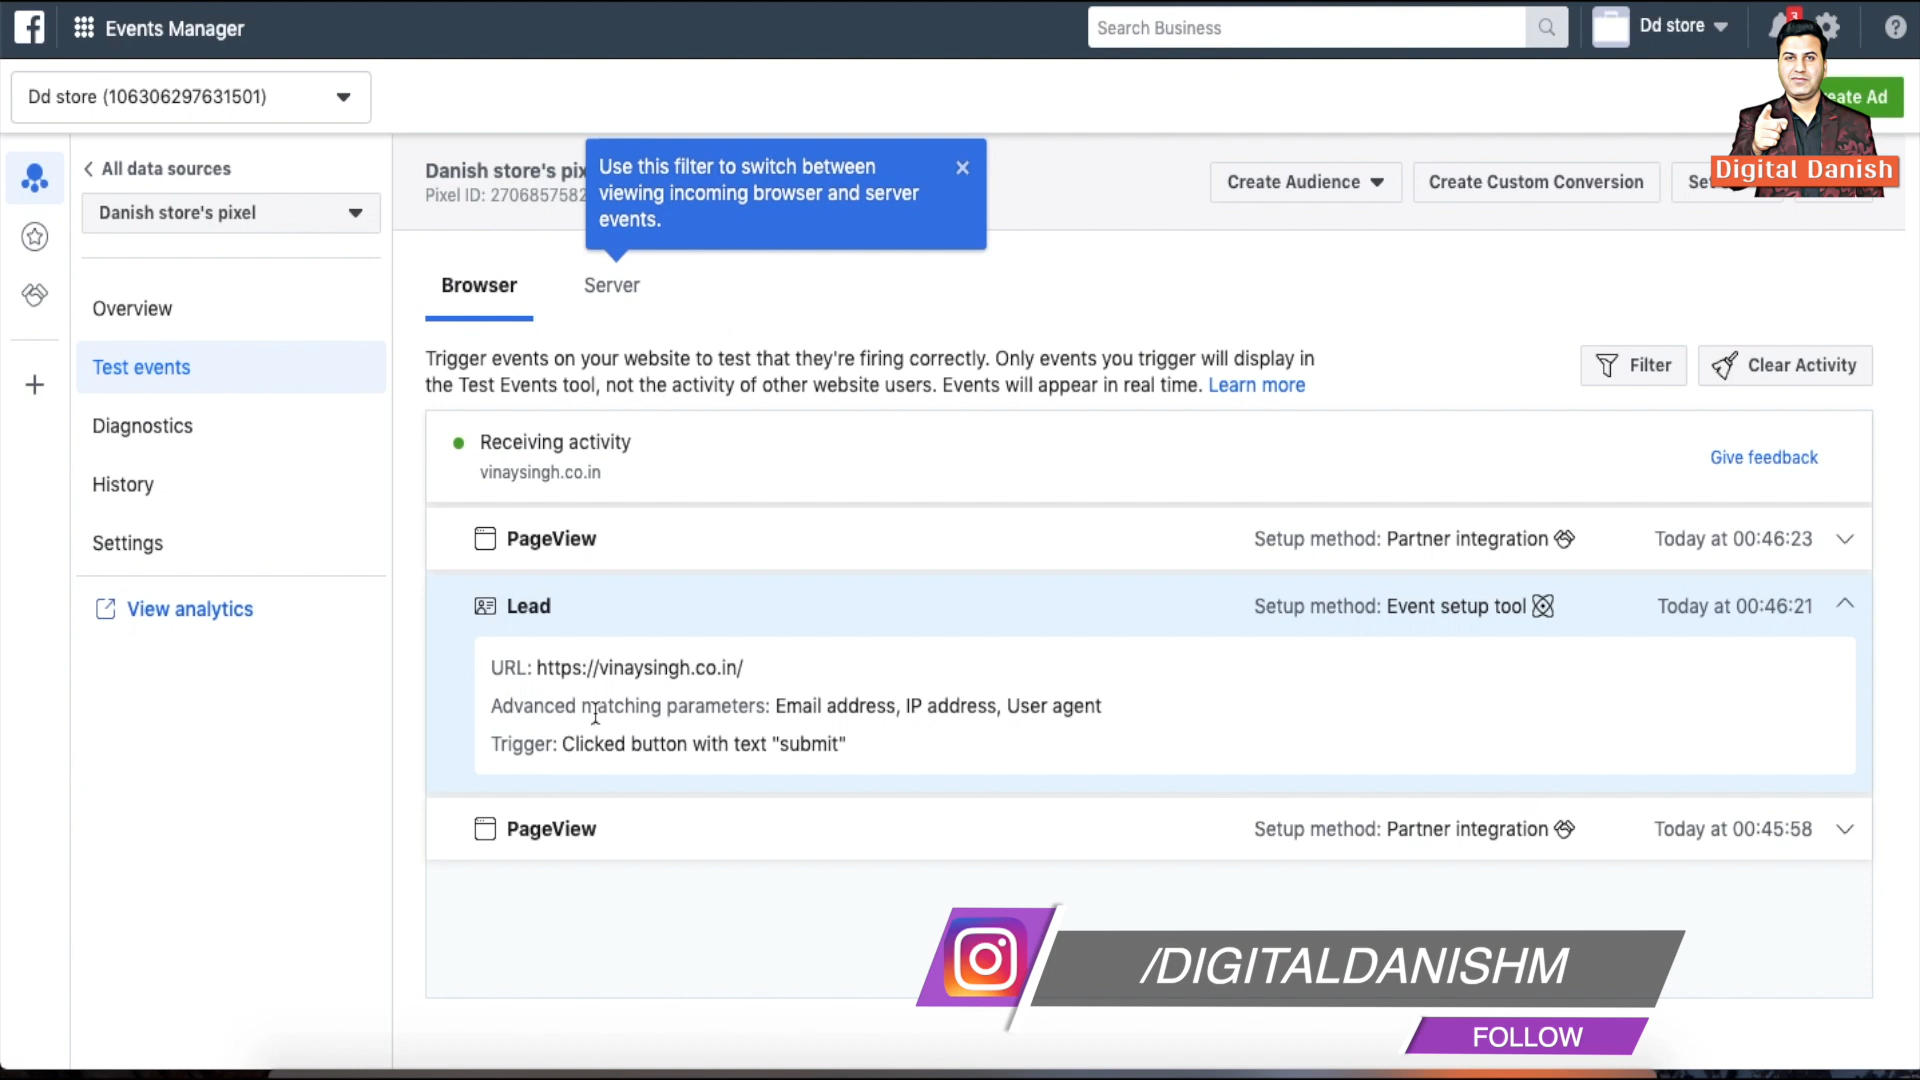 Events Manager
Search Business
Dd store
3
Dd store (106306297631501)
eate Ad
Digital Danish
All data sources
Danish store's pixel
Overview
Test events
Diagnostics
History
Settings
View analytics
Danish store's pix
Pixel ID: 2706857582
Use this filter to switch between
viewing incoming browser and server
events.
Create Audience
Create Custom Conversion
Browser
Server
Trigger events on your website to test that they're firing correctly. Only events you trigger will display in
the Test Events tool, not the activity of other website users. Events will appear in real time. Learn more
Filter
Clear Activity
Receiving activity
vinaysingh.co.in
Give feedback
PageView
Setup method: Partner integration
Today at 00:46:23
Lead
Setup method: Event setup tool
Today at 00:46:21
URL: https://vinaysingh.co.in/
Advanced matching parameters: Email address, IP address, User agent
Trigger: Clicked button with text "submit"
PageView
Setup method: Partner integration
Today at 00:45:58
/DIGITALDANISHM
FOLLOW